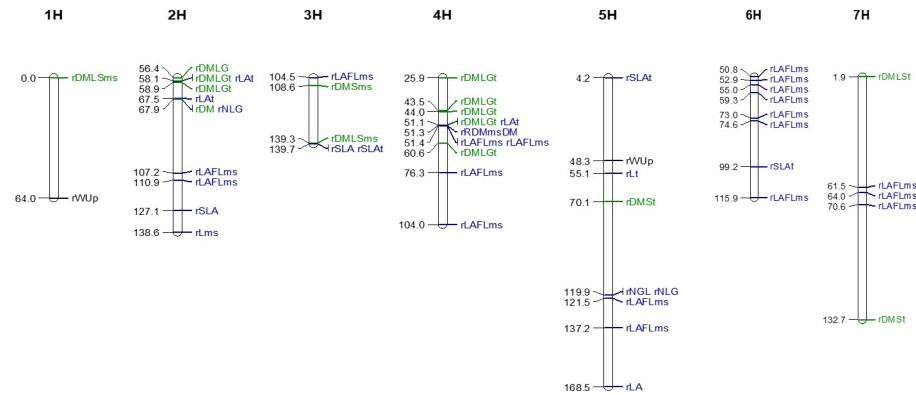 1H
0.0 rDMLSms
64.0 rWUp
2H
56.4 rDMLG
58.1 rDMLGt rLAt
58.9 rDMLGt
67.5 rLAt
67.9 rDM rNLG
107.2 rLAFLms
110.9 rLAFLms
127.1 rSLA
138.6 rLms
3H
104.5 rLAFLms
108.6 rDMSms
139.3 rDMLSms
139.7 rSLA rSLAt
4H
25.9 rDMLGt
43.5 rDMLGt
44.0 rDMLGt
51.1 rDMLGt rLAt
51.3 rRDMmsDM
51.4 rLAFLms rLAFLms
60.6 rDMLGt
76.3 rLAFLms
104.0 rLAFLms
5H
4.2 rSLAt
48.3 rWUp
55.1 rLt
70.1 rDMSt
119.9 rNGL rNLG
121.5 rLAFLms
137.2 rLAFLms
168.5 rLA
6H
50.8 rLAFLms
52.9 rLAFLms
55.0 rLAFLms
59.3 rLAFLms
73.0 rLAFLms
74.6 rLAFLms
99.2 rSLAt
115.9 rLAFLms
7H
1.9 rDMLSt
61.5 rLAFLms
64.0 rLAFLms
70.6 rLAFLms
132.7 rDMSt